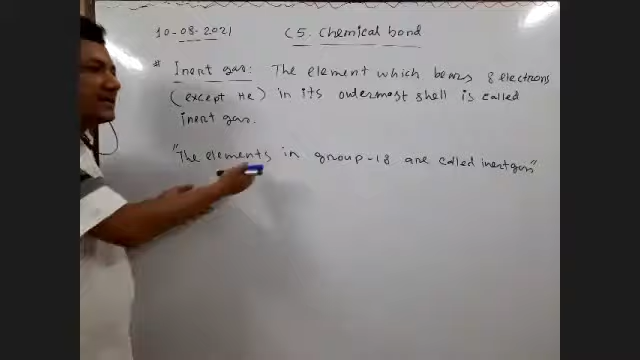 10-08-2021
C5. Chemical bond
* Inert gas: The element which bears 8 electrons
(except He) in its outermost shell is called
inert gas.
"The elements in group-18 are called inert gas"